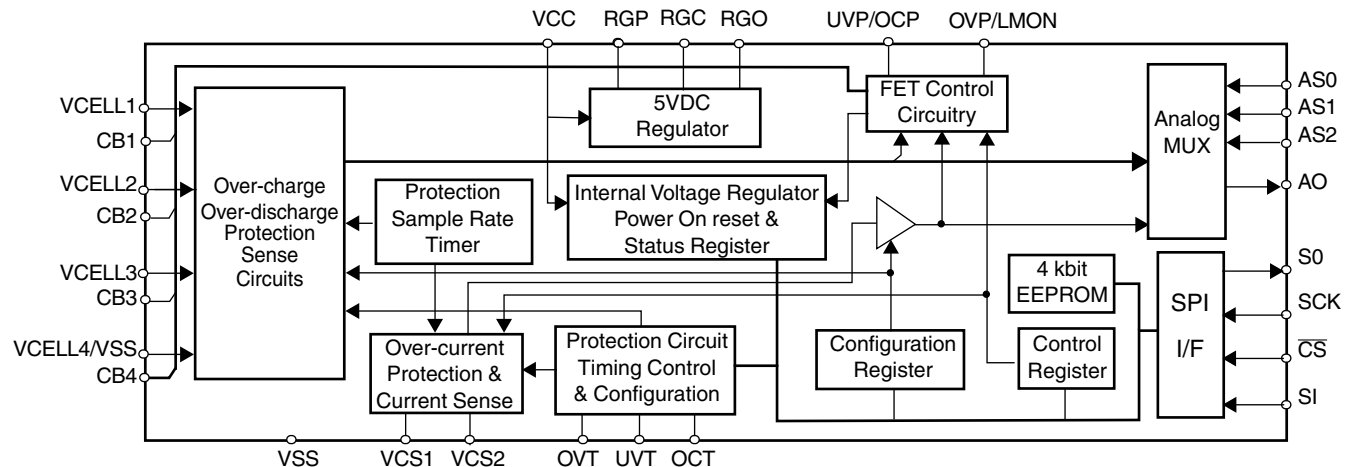 VCC
RGP
RGC
RGO
UVP/OCP
OVP/LMON
VCELL1
CB1
VCELL2
CB2
VCELL3
CB3
VCELL4/VSS
CB4
Over-charge
Over-discharge
Protection
Sense
Circuits
5VDC
Regulator
FET Control
Circuitry
Analog
MUX
AS0
AS1
AS2
AO
Protection
Sample Rate
Timer
Internal Voltage Regulator
Power On reset &
Status Register
4 kbit
EEPROM
SPI
I/F
S0
SCK
CS
SI
Over-current
Protection &
Current Sense
Protection Circuit
Timing Control
& Configuration
Configuration
Register
Control
Register
VSS
VCS1
VCS2
OVT
UVT
OCT